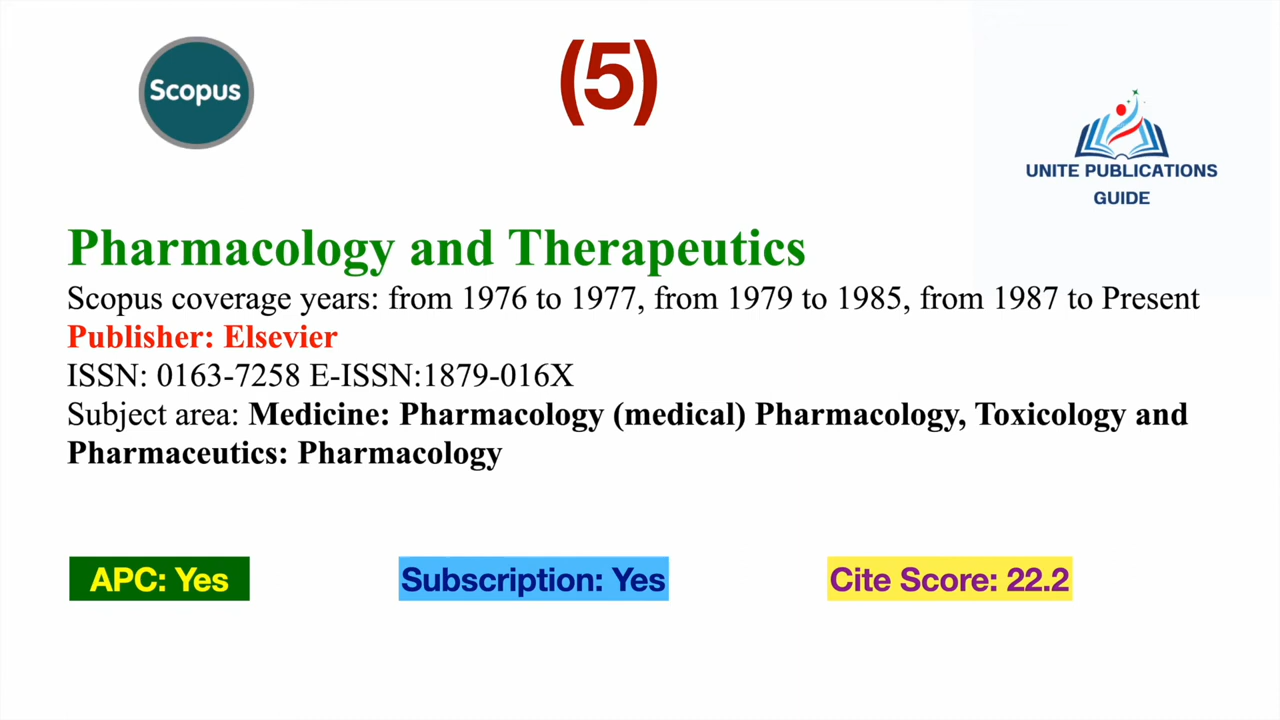 Scopus
(5)
UNITE PUBLICATIONS
GUIDE
Pharmacology and Therapeutics
Scopus coverage years: from 1976 to 1977, from 1979 to 1985, from 1987 to Present
Publisher: Elsevier
ISSN: 0163-7258 E-ISSN:1879-016X
Subject area: Medicine: Pharmacology (medical) Pharmacology, Toxicology and
Pharmaceutics: Pharmacology
APC: Yes
Subscription: Yes
Cite Score: 22.2